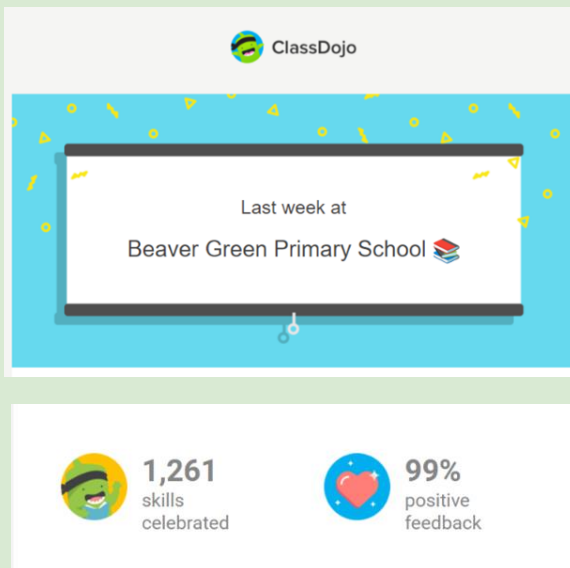 ClassDojo
Last week at
Beaver Green Primary School 📚
1,261
skills
celebrated
99%
positive
feedback